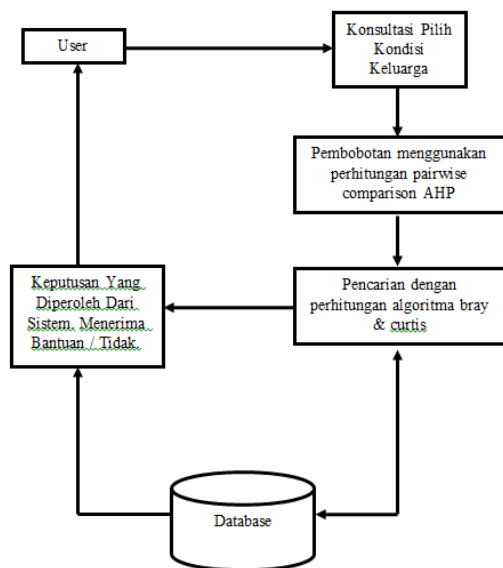 User
Konsultasi Pilih
Kondisi
Keluarga
Pembobotan menggunakan
perhitungan pairwise
comparison AHP
Keputusan Yang
Diperoleh Dari
Sistem, Menerima
Bantuan / Tidak.
Pencarian dengan
perhitungan algoritma bray
& curtis
Database